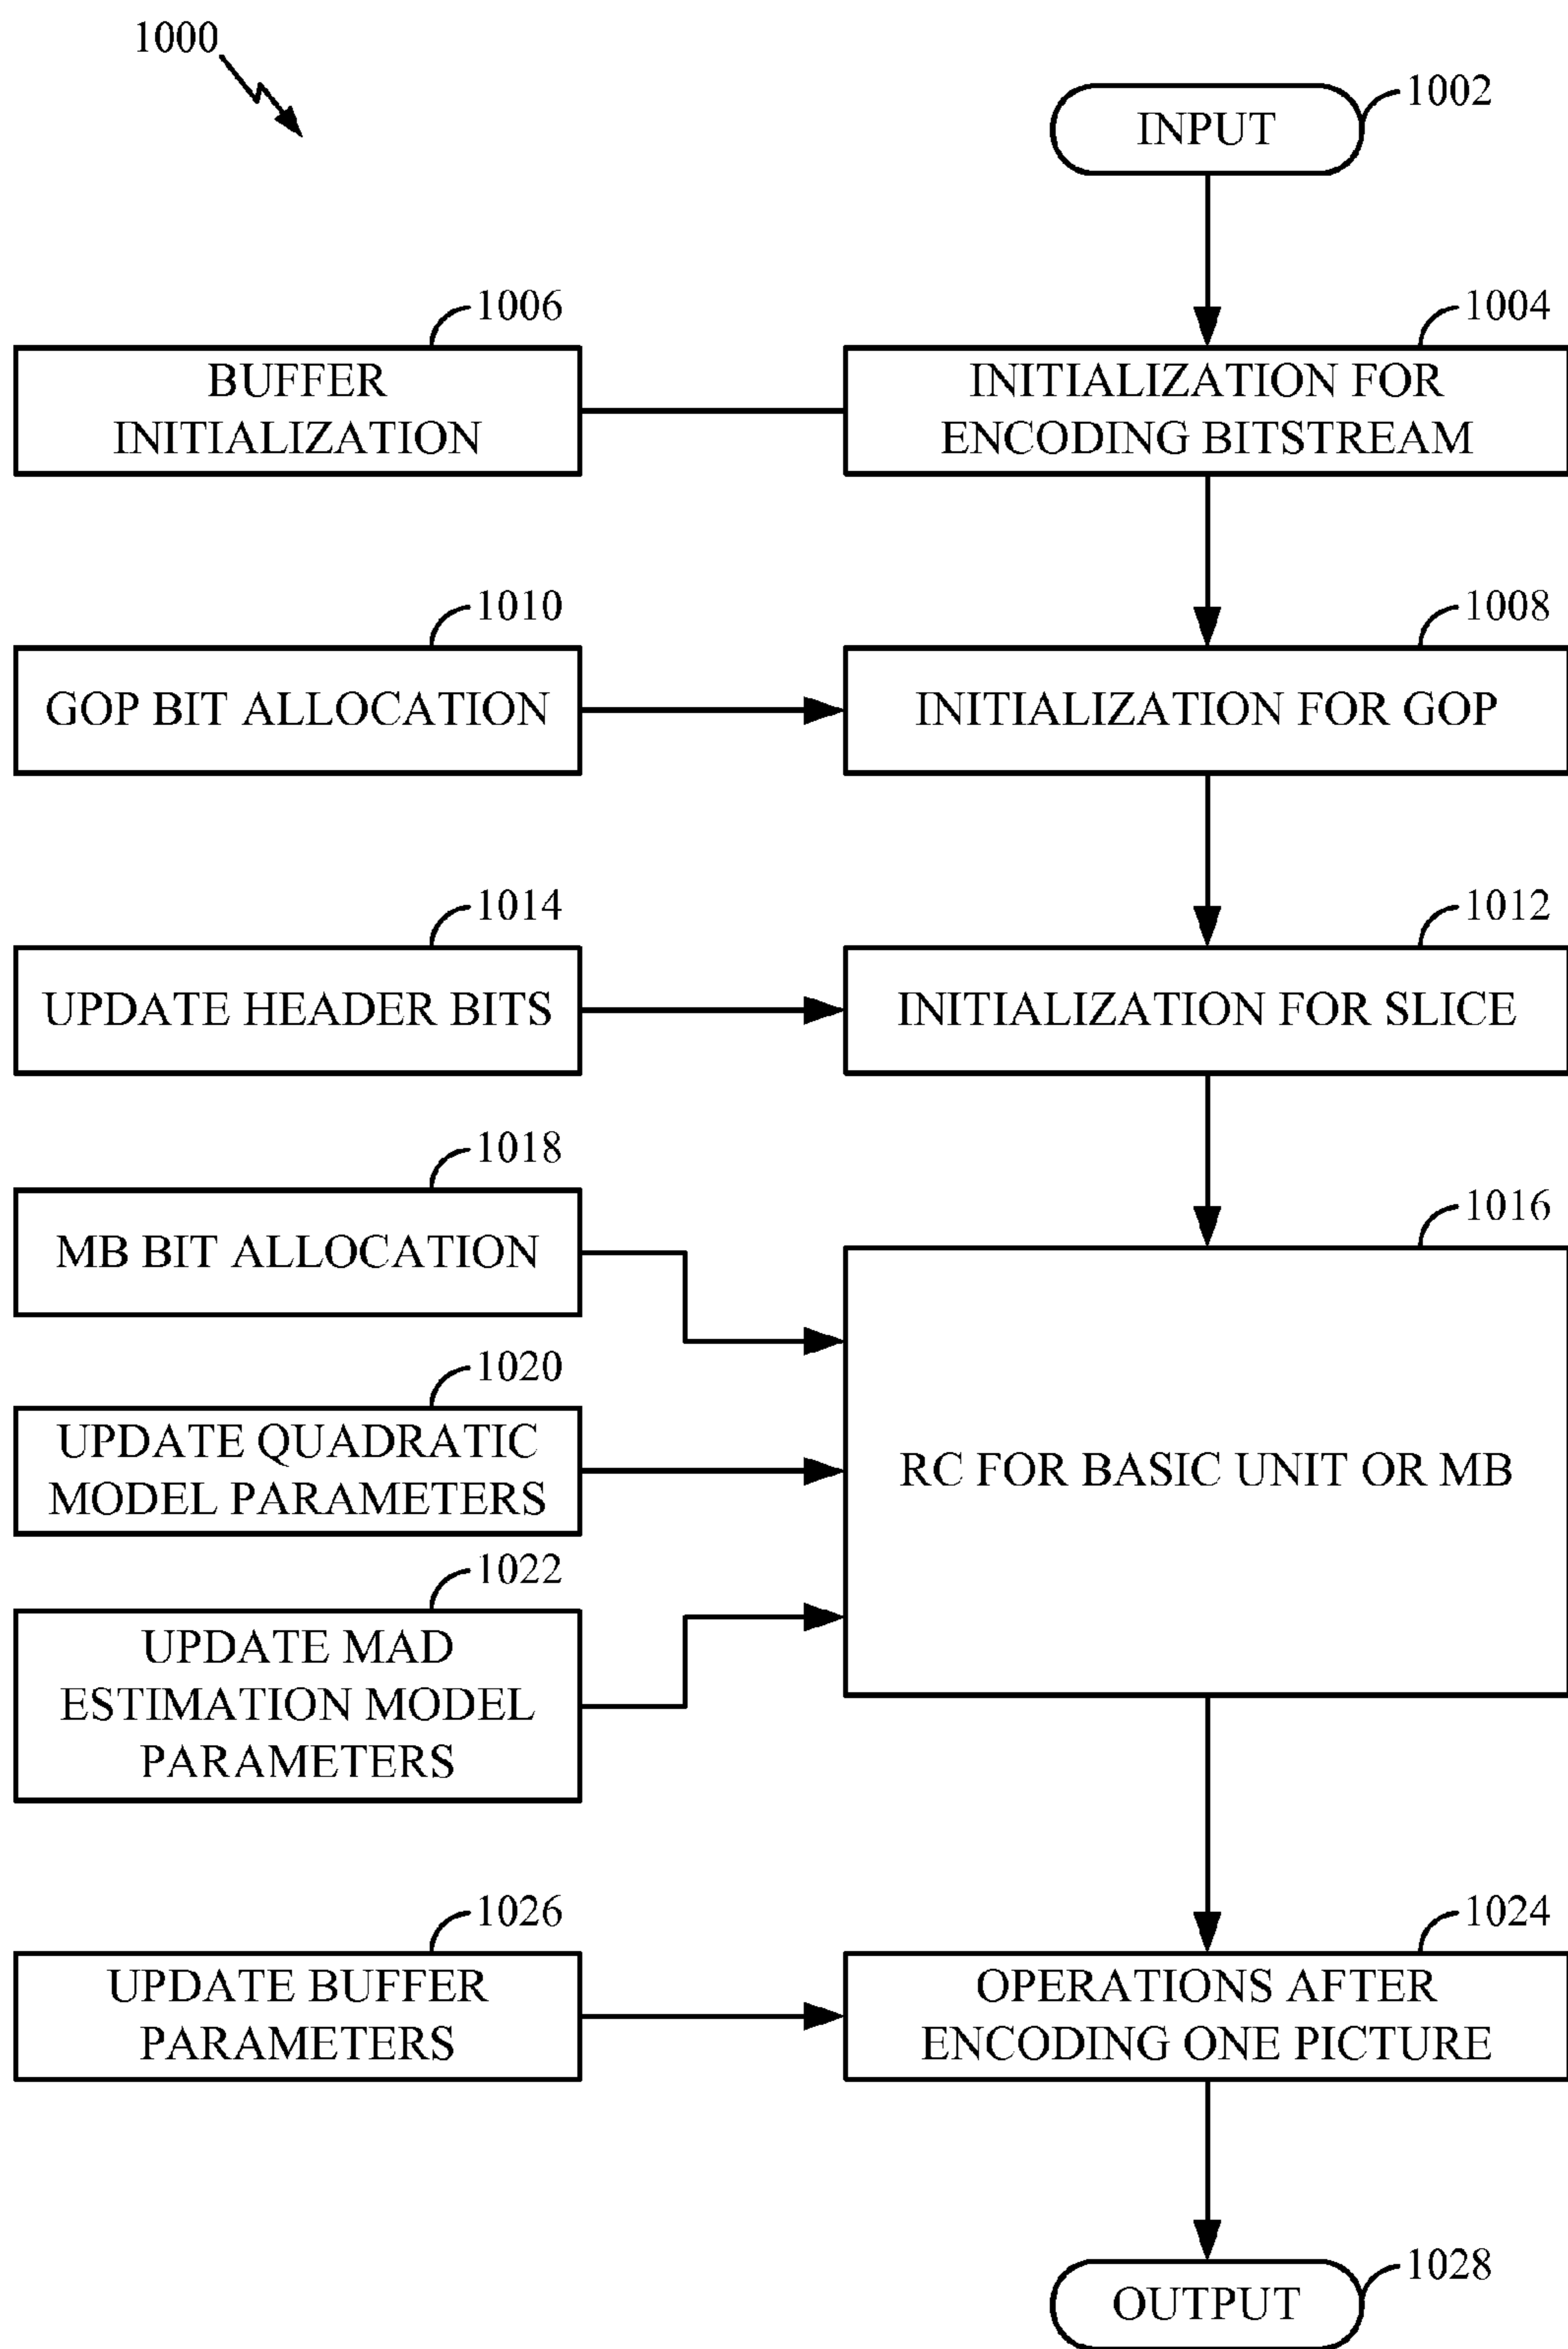 1000
1002
INPUT
1006
1004
BUFFER
INITIALIZATION
INITIALIZATION FOR
ENCODING BITSTREAM
1010
1008
GOP BIT ALLOCATION
INITIALIZATION FOR GOP
1014
1012
UPDATE HEADER BITS
INITIALIZATION FOR SLICE
1018
1016
MB BIT ALLOCATION
1020
UPDATE QUADRATIC
MODEL PARAMETERS
RC FOR BASIC UNIT OR MB
1022
UPDATE MAD
ESTIMATION MODEL
PARAMETERS
1026
1024
UPDATE BUFFER
PARAMETERS
OPERATIONS AFTER
ENCODING ONE PICTURE
1028
OUTPUT